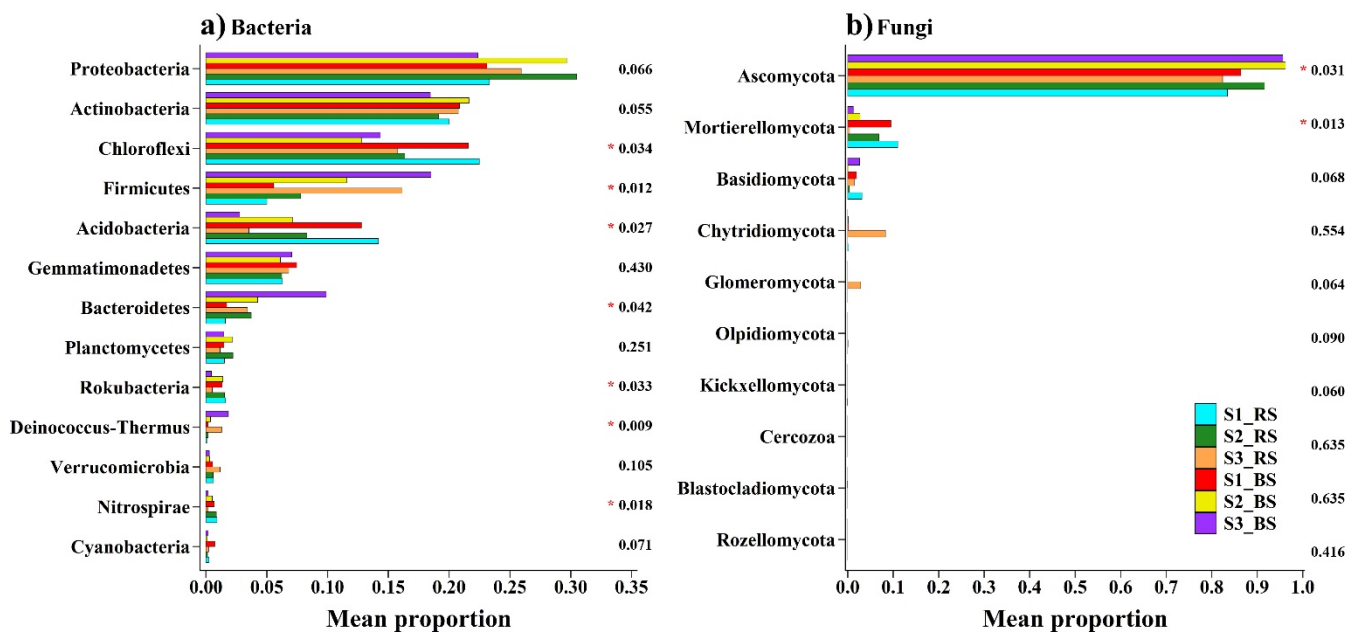 a) Bacteria
Proteobacteria 0.066
Actinobacteria 0.055
Chloroflexi * 0.034
Firmicutes * 0.012
Acidobacteria * 0.027
Gemmatimonadetes 0.430
Bacteroidetes * 0.042
Planctomycetes 0.251
Rokubacteria * 0.033
Deinococcus-Thermus * 0.009
Verrucomicrobia 0.105
Nitrospirae * 0.018
Cyanobacteria 0.071
0.00 0.05 0.10 0.15 0.20 0.25 0.30 0.35
Mean proportion
b) Fungi
Ascomycota * 0.031
Mortierellomycota * 0.013
Basidiomycota 0.068
Chytridiomycota 0.554
Glomeromycota 0.064
Olpidiomycota 0.090
Kickxellomycota 0.060
Cercozoa 0.635
Blastocladiomycota 0.635
Rozellomycota 0.416
S1_RS
S2_RS
S3_RS
S1_BS
S2_BS
S3_BS
0.0 0.1 0.2 0.3 0.4 0.5 0.6 0.7 0.8 0.9 1.0
Mean proportion